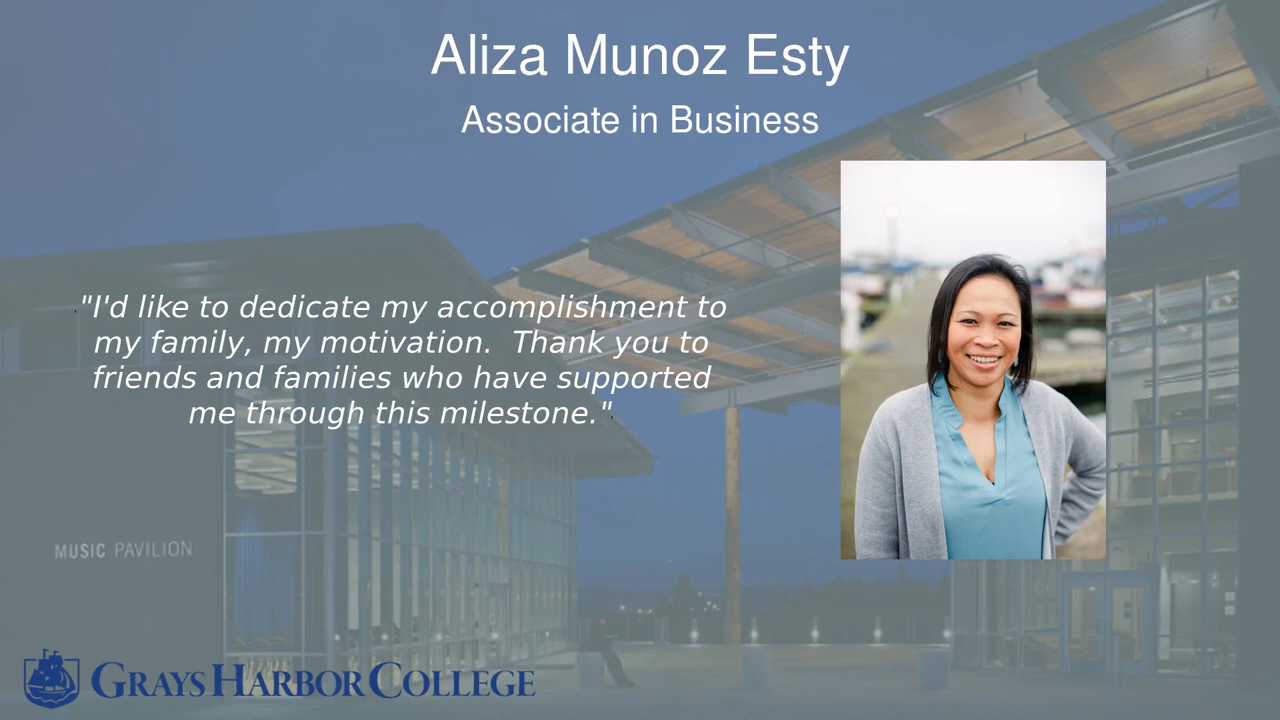 Aliza Munoz Esty
Associate in Business
"I'd like to dedicate my accomplishment to
my family, my motivation.  Thank you to
friends and families who have supported
me through this milestone."
MUSIC PAVILION
GRAYS HARBOR COLLEGE